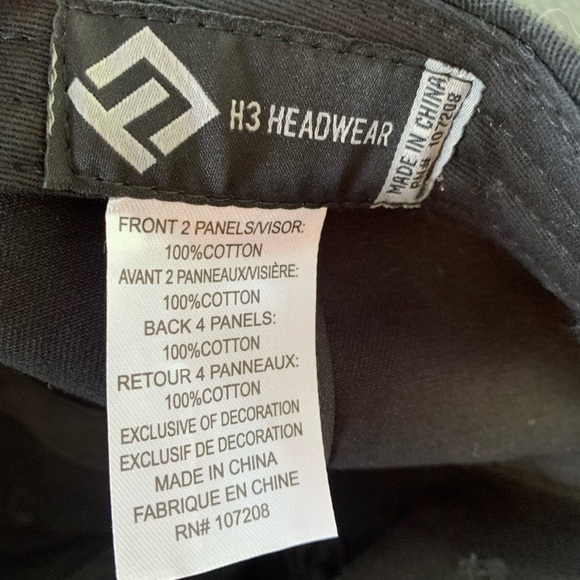 H3 HEADWEAR
MADE IN CHINA
RN# 107208
FRONT 2 PANELS/VISOR:
100%COTTON
AVANT 2 PANNEAUX/VISIÈRE:
100%COTTON
BACK 4 PANELS:
100%COTTON
RETOUR 4 PANNEAUX:
100%COTTON
EXCLUSIVE OF DECORATION
EXCLUSIF DE DECORATION
MADE IN CHINA
FABRIQUE EN CHINE
RN# 107208